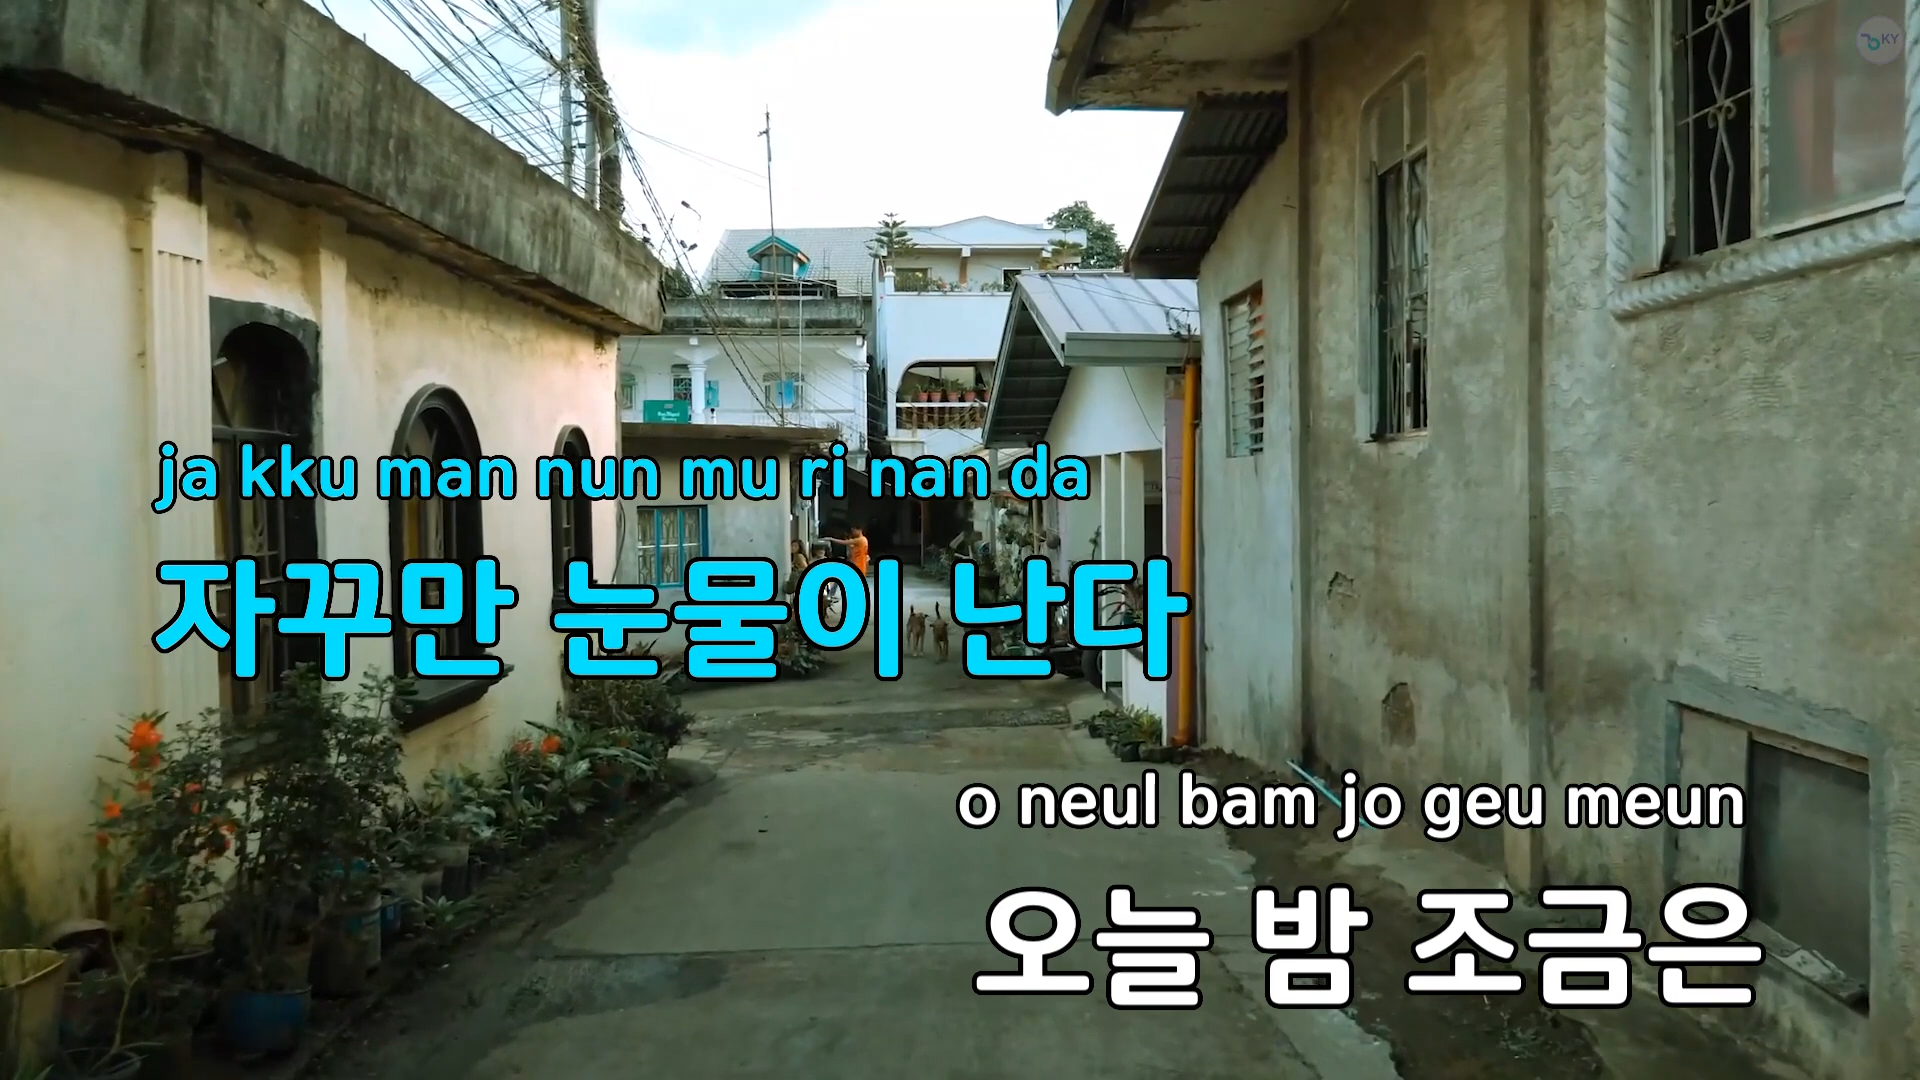 KY
ja kku man nun mu ri nan da
자꾸만 눈물이 난다
o neul bam jo geu meun
오늘 밤 조금은